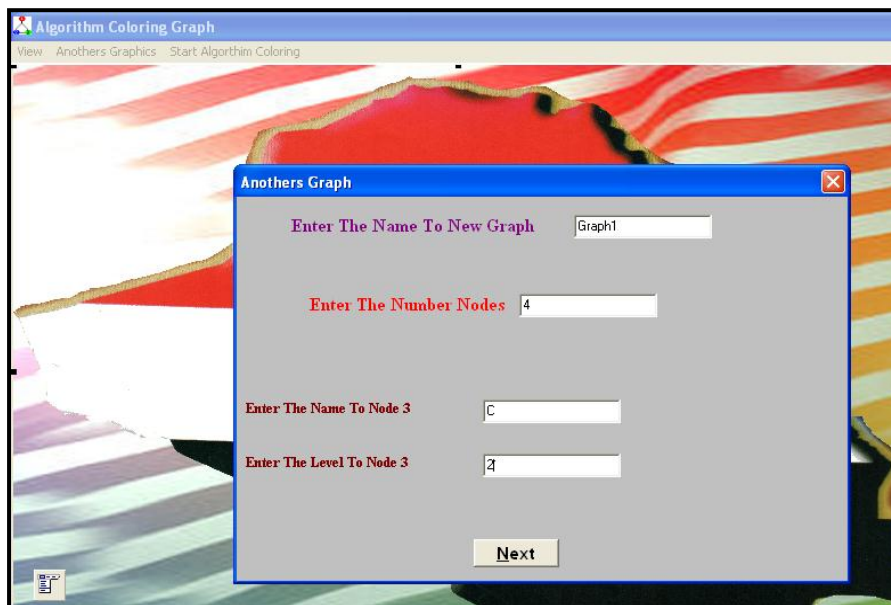 Algorithm Coloring Graph
View Anothers Graphics Start Algorthim Coloring
Anothers Graph
Enter The Name To New Graph Graph1
Enter The Number Nodes 4
Enter The Name To Node 3 C
Enter The Level To Node 3 2
Next